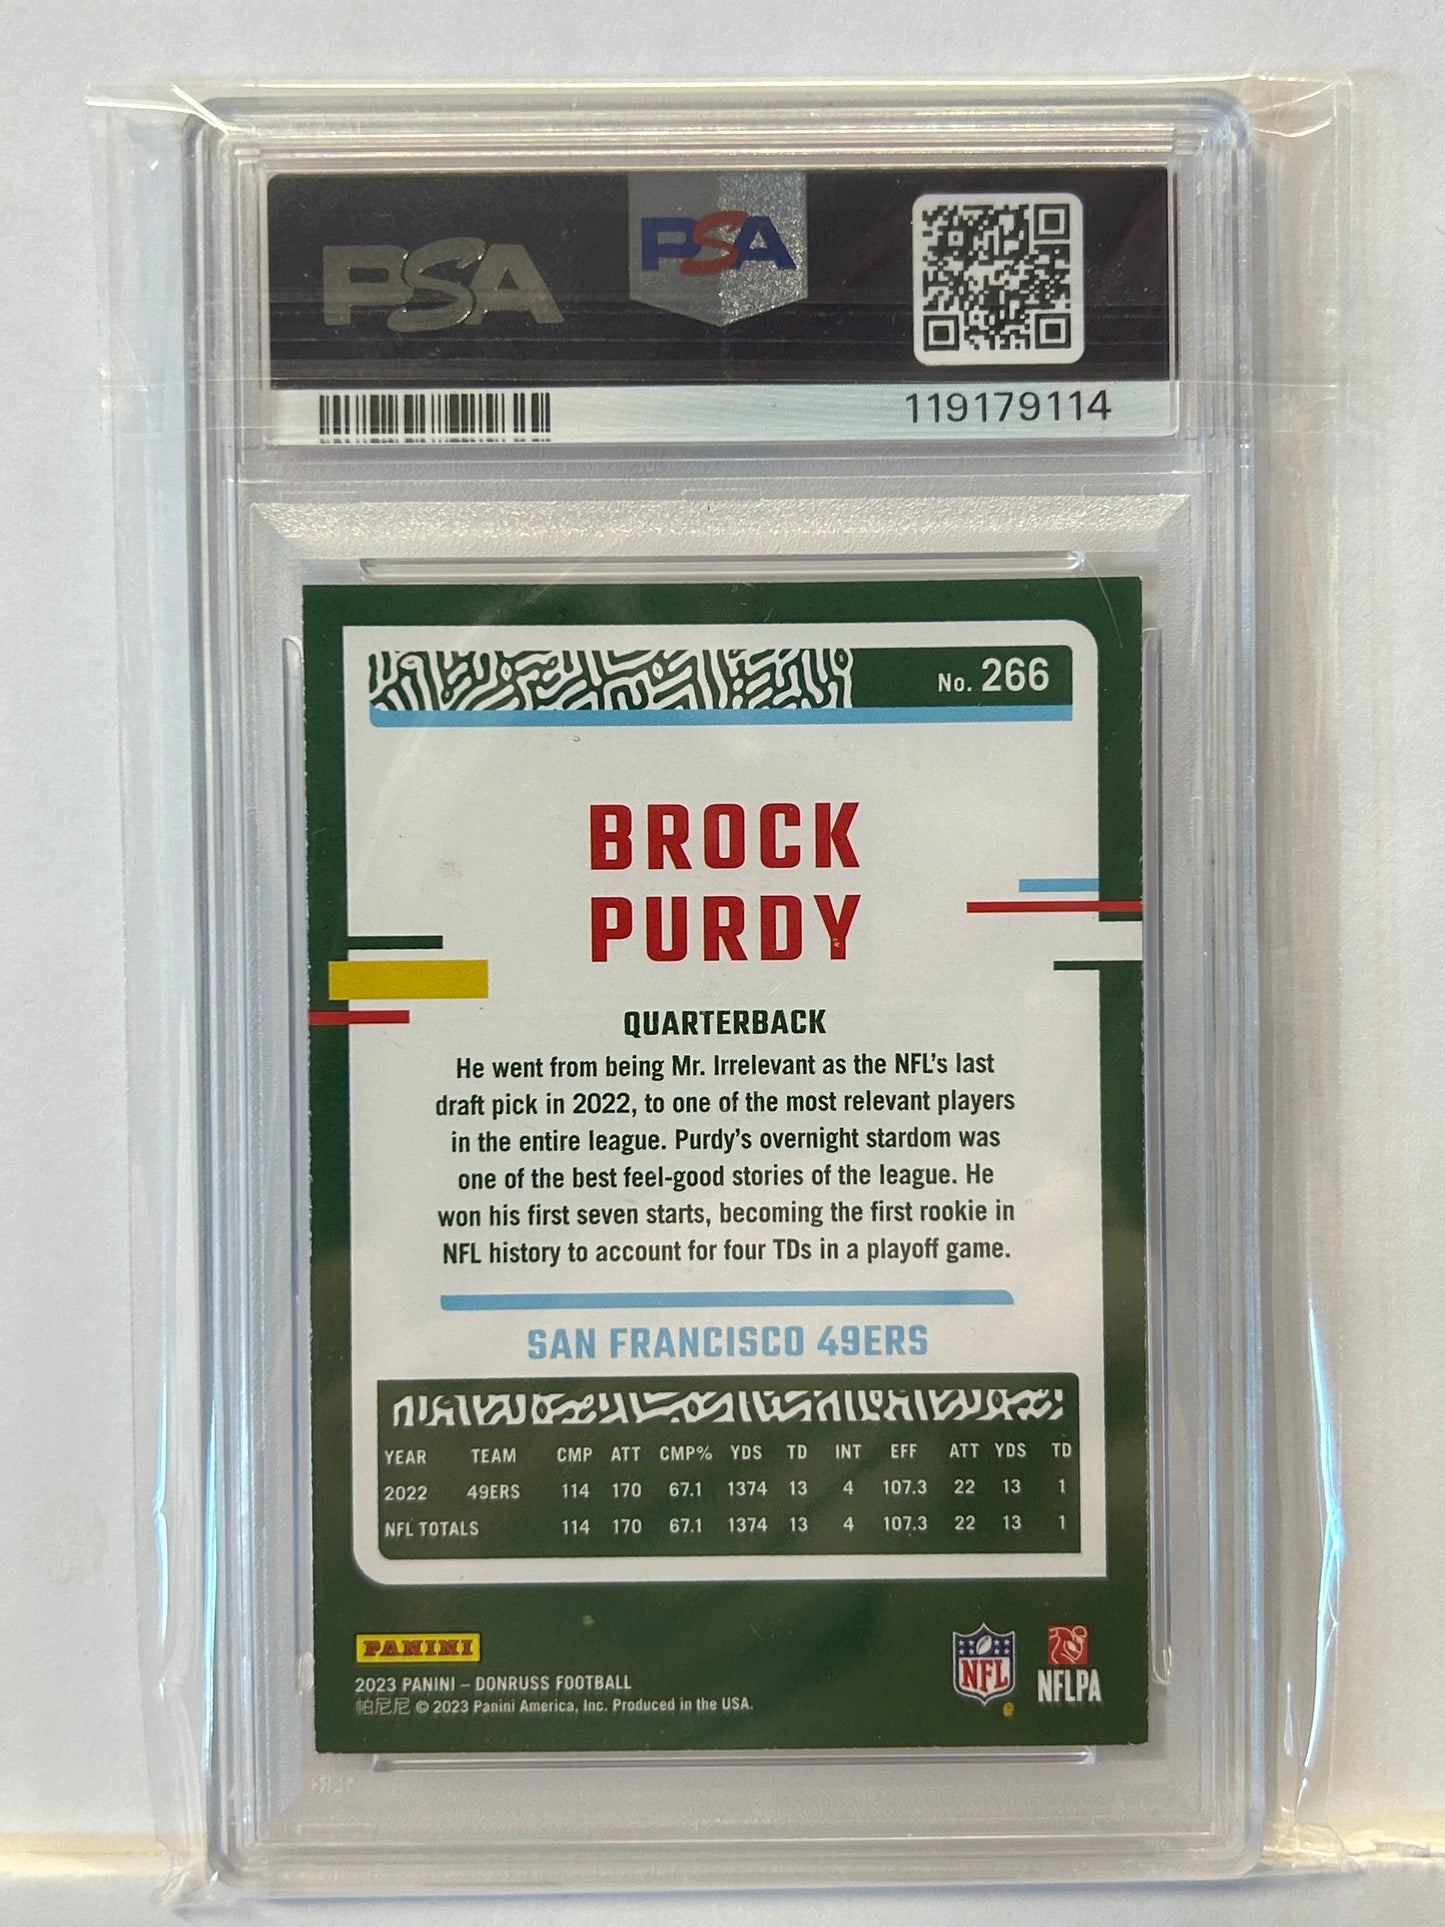 PSA
PSA
119179114
No. 266
BROCK
PURDY
QUARTERBACK
He went from being Mr. Irrelevant as the NFL's last
draft pick in 2022, to one of the most relevant players
in the entire league. Purdy's overnight stardom was
one of the best feel-good stories of the league. He
won his first seven starts, becoming the first rookie in
NFL history to account for four TDs in a playoff game.
SAN FRANCISCO 49ERS
YEAR TEAM CMP ATT CMP% YDS TD INT EFF ATT YDS TD
2022 49ERS 114 170 67.1 1374 13 4 107.3 22 13 1
NFL TOTALS 114 170 67.1 1374 13 4 107.3 22 13 1
PANINI
NFL
NFLPA
2023 PANINI – DONRUSS FOOTBALL
帕尼尼 © 2023 Panini America, Inc. Produced in the USA.